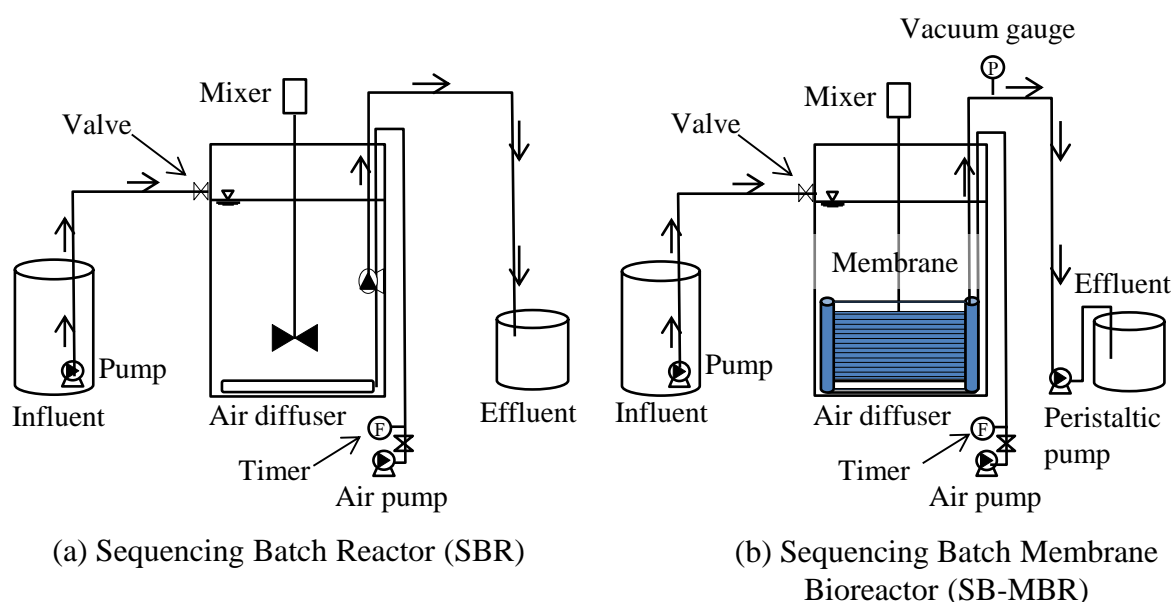 Mixer
Valve
Pump
Influent
Air diffuser
Effluent
F
Timer
Air pump
(a) Sequencing Batch Reactor (SBR)
Vacuum gauge
P
Mixer
Valve
Membrane
Effluent
Pump
Influent
Air diffuser
Peristaltic
pump
F
Timer
Air pump
(b) Sequencing Batch Membrane
Bioreactor (SB-MBR)